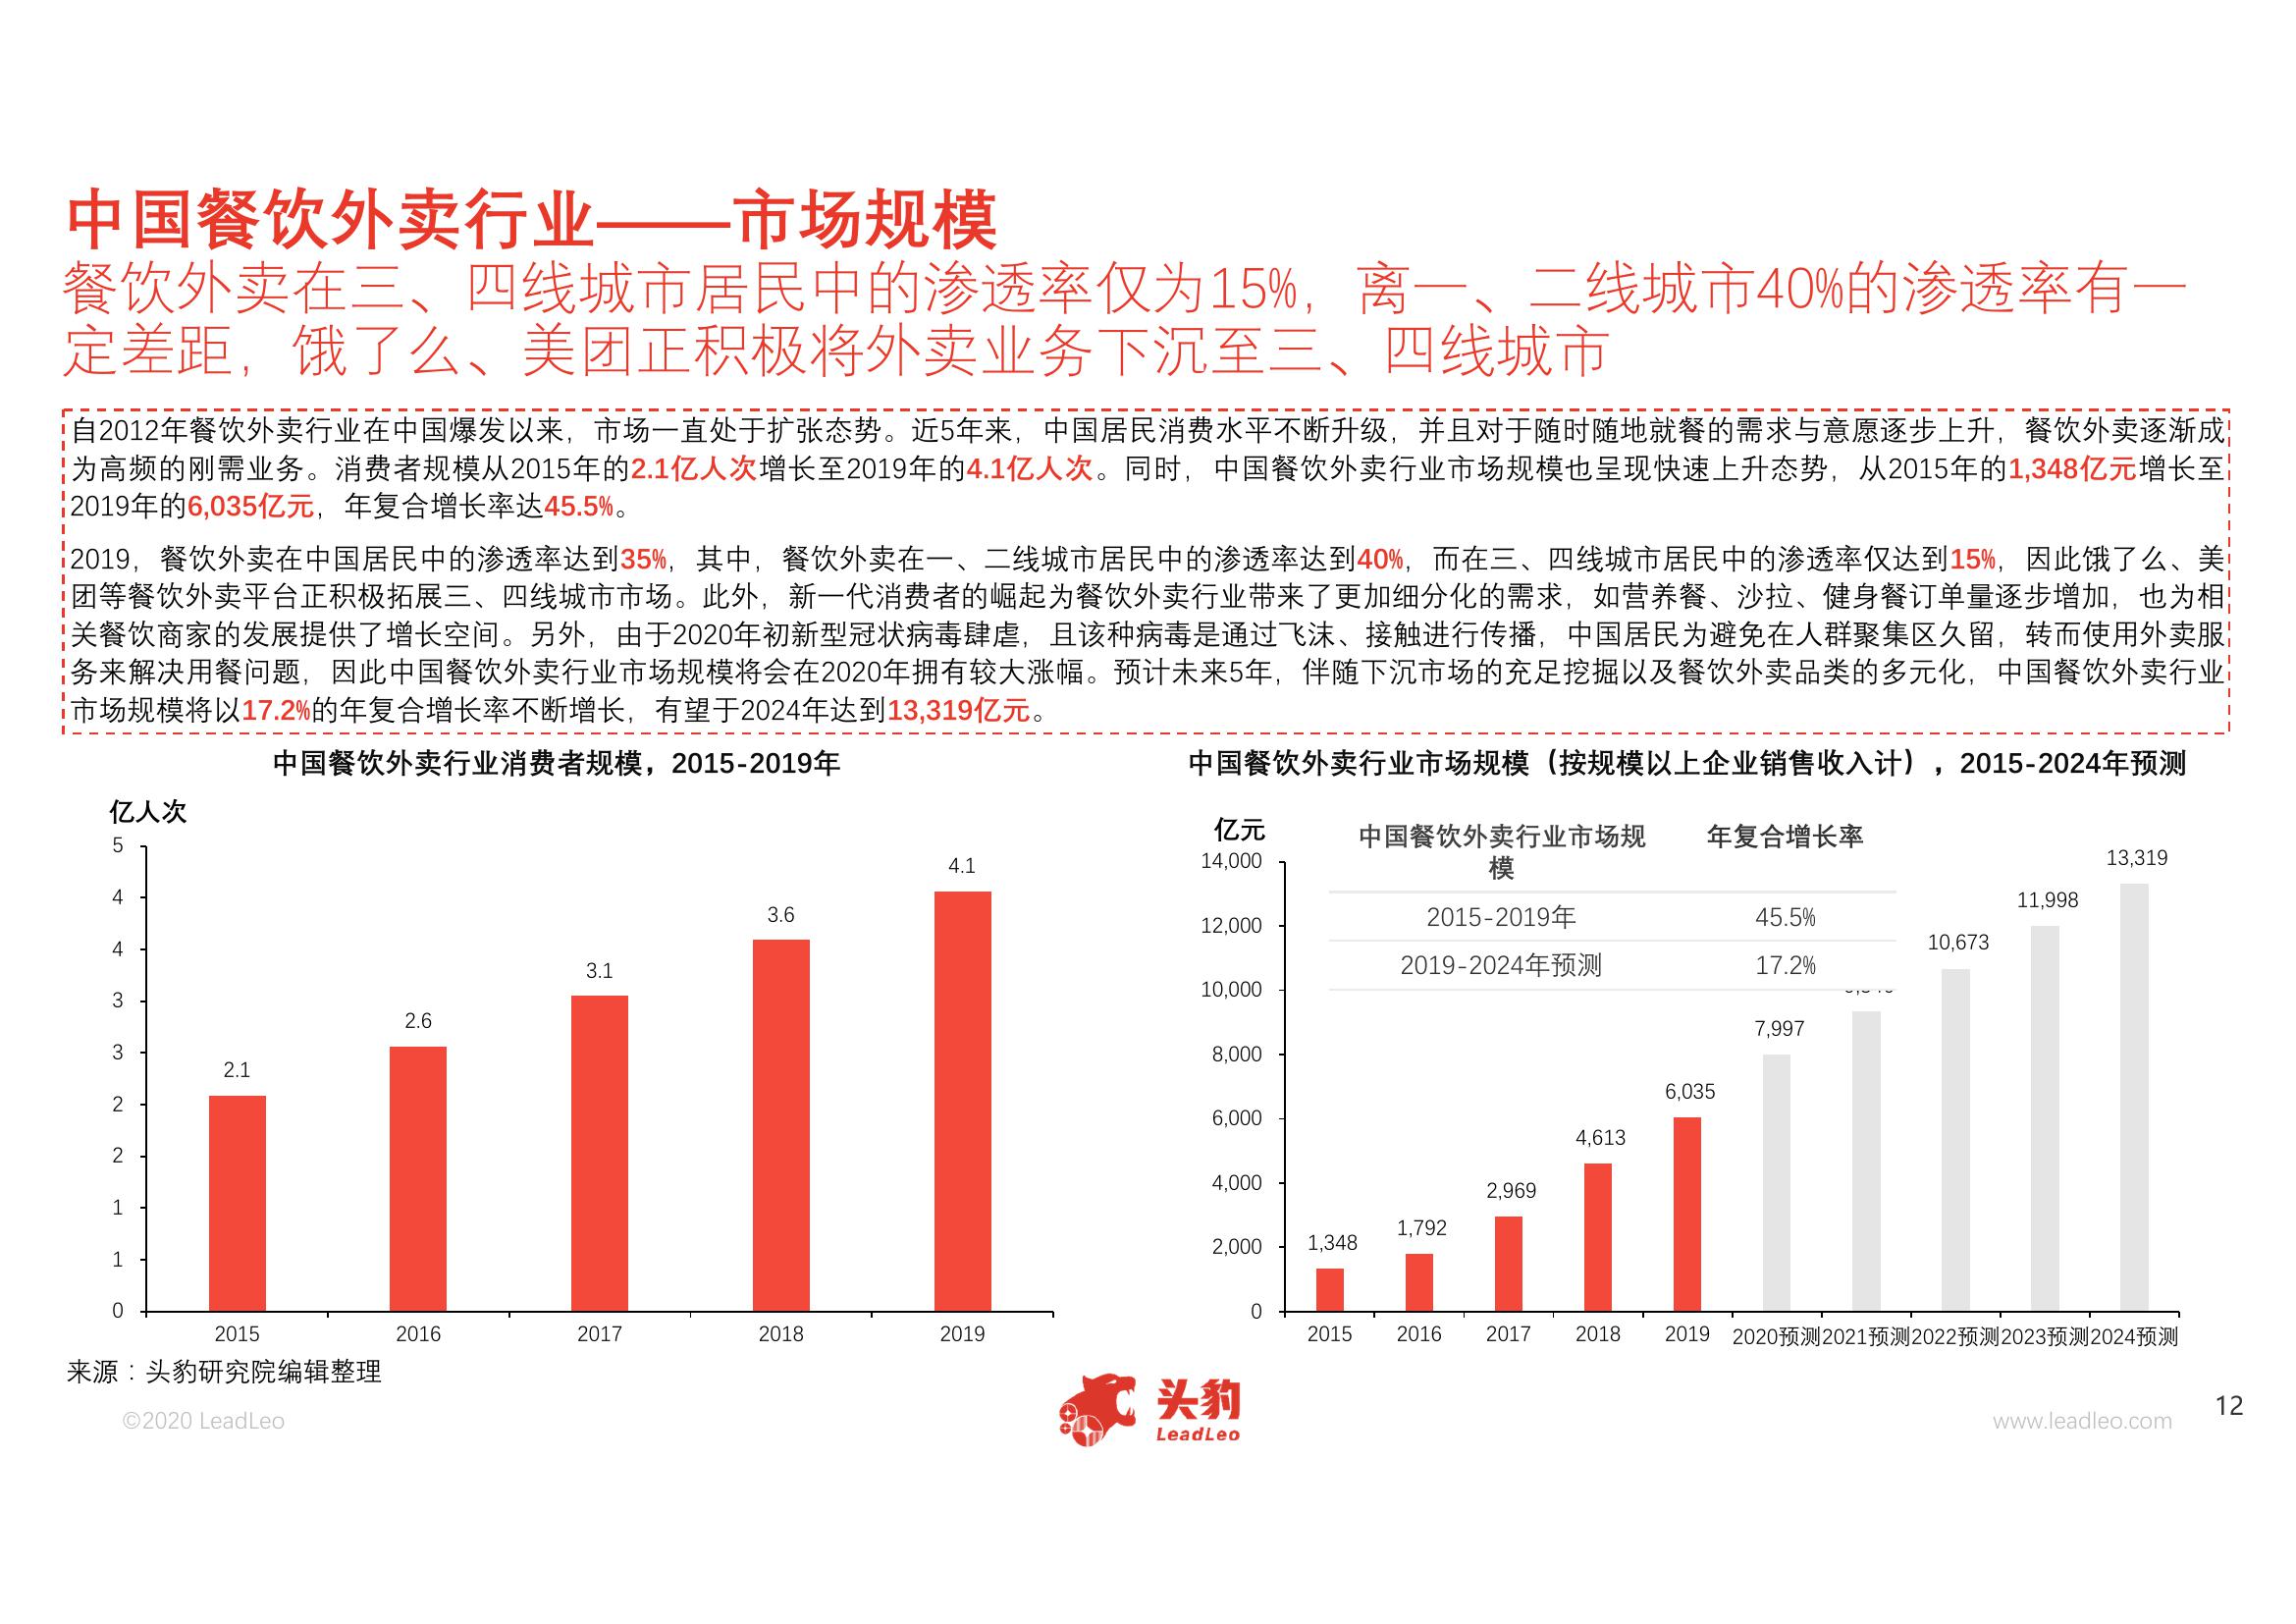 中国餐饮外卖行业——市场规模
餐饮外卖在三、四线城市居民中的渗透率仅为15%，离一、二线城市40%的渗透率有一
定差距，饿了么、美团正积极将外卖业务下沉至三、四线城市
自2012年餐饮外卖行业在中国爆发以来，市场一直处于扩张态势。近5年来，中国居民消费水平不断升级，并且对于随时随地就餐的需求与意愿逐步上升，餐饮外卖逐渐成
为高频的刚需业务。消费者规模从2015年的2.1亿人次增长至2019年的4.1亿人次。同时，中国餐饮外卖行业市场规模也呈现快速上升态势，从2015年的1,348亿元增长至
2019年的6,035亿元，年复合增长率达45.5%。
2019，餐饮外卖在中国居民中的渗透率达到35%，其中，餐饮外卖在一、二线城市居民中的渗透率达到40%，而在三、四线城市居民中的渗透率仅达到15%，因此饿了么、美
团等餐饮外卖平台正积极拓展三、四线城市市场。此外，新一代消费者的崛起为餐饮外卖行业带来了更加细分化的需求，如营养餐、沙拉、健身餐订单量逐步增加，也为相
关餐饮商家的发展提供了增长空间。另外，由于2020年初新型冠状病毒肆虐，且该种病毒是通过飞沫、接触进行传播，中国居民为避免在人群聚集区久留，转而使用外卖服
务来解决用餐问题，因此中国餐饮外卖行业市场规模将会在2020年拥有较大涨幅。预计未来5年，伴随下沉市场的充足挖掘以及餐饮外卖品类的多元化，中国餐饮外卖行业
市场规模将以17.2%的年复合增长率不断增长，有望于2024年达到13,319亿元。
中国餐饮外卖行业消费者规模，2015-2019年
亿人次
5
4
4
3
3
2
2
1
1
0
2.1
2.6
3.1
3.6
4.1
2015
2016
2017
2018
2019
中国餐饮外卖行业市场规模（按规模以上企业销售收入计），2015-2024年预测
亿元
中国餐饮外卖行业市场规
模
年复合增长率
2015-2019年
45.5%
2019-2024年预测
17.2%
14,000
12,000
10,000
8,000
6,000
4,000
2,000
0
1,348
1,792
2,969
4,613
6,035
7,997
10,673
11,998
13,319
2015
2016
2017
2018
2019
2020预测
2021预测
2022预测
2023预测
2024预测
来源：头豹研究院编辑整理
©2020 LeadLeo
头豹
LeadLeo
www.leadleo.com
12